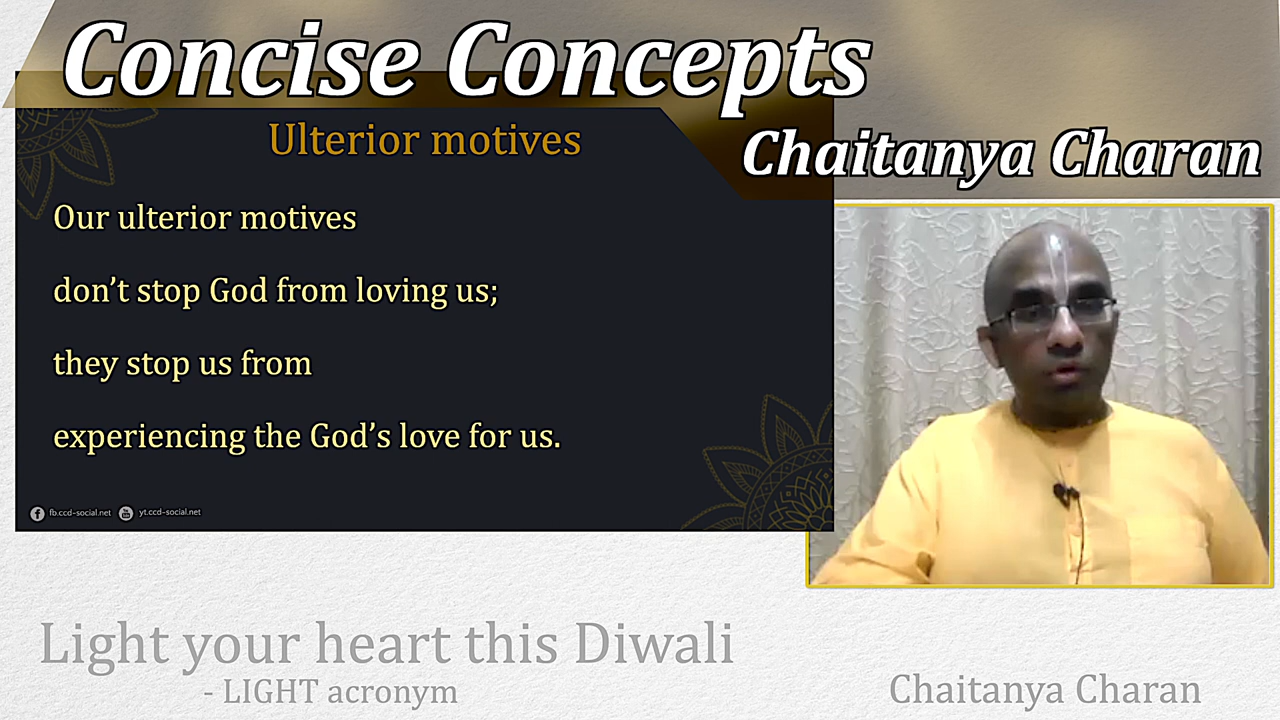 Concise Concepts
Chaitanya Charan
Ulterior motives
Our ulterior motives
don’t stop God from loving us;
they stop us from
experiencing the God’s love for us.
fb.ccd-social.net yt.ccd-social.net
Light your heart this Diwali
- LIGHT acronym
Chaitanya Charan